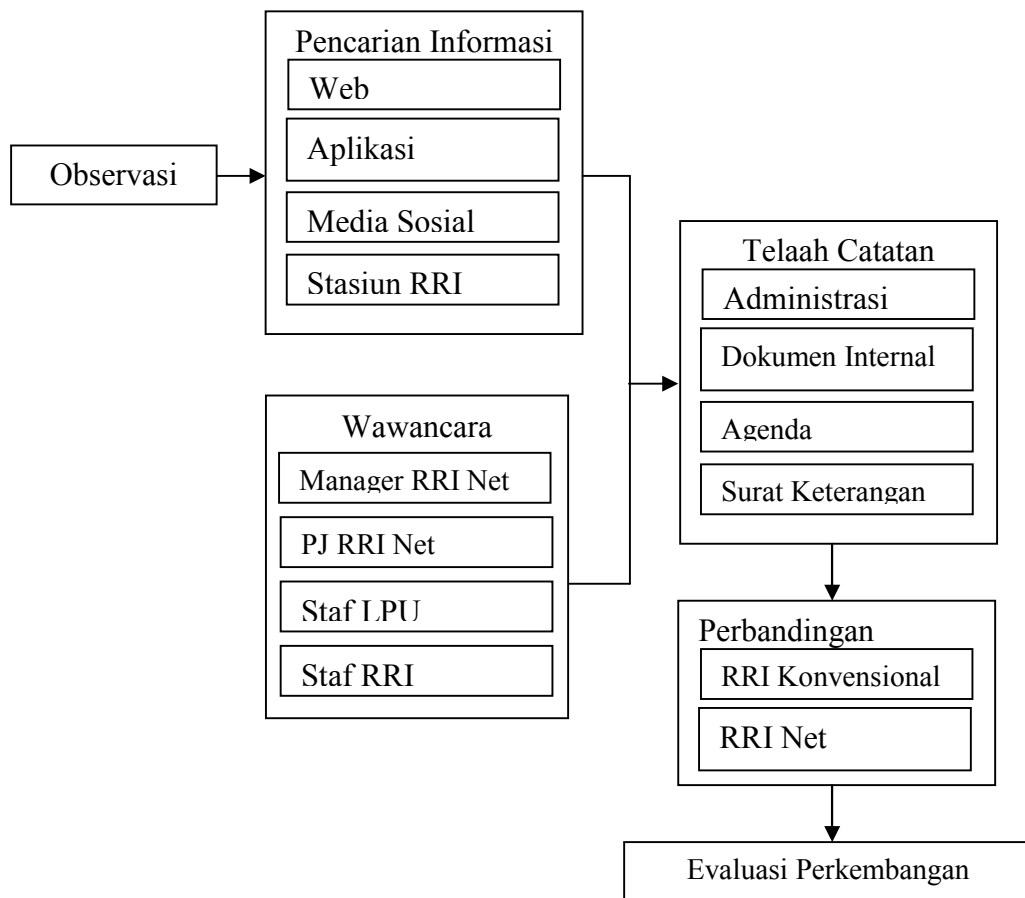 Observasi
Pencarian Informasi
Web
Aplikasi
Media Sosial
Stasiun RRI
Wawancara
Manager RRI Net
PJ RRI Net
Staf LPU
Staf RRI
Telaah Catatan
Administrasi
Dokumen Internal
Agenda
Surat Keterangan
Perbandingan
RRI Konvensional
RRI Net
Evaluasi Perkembangan